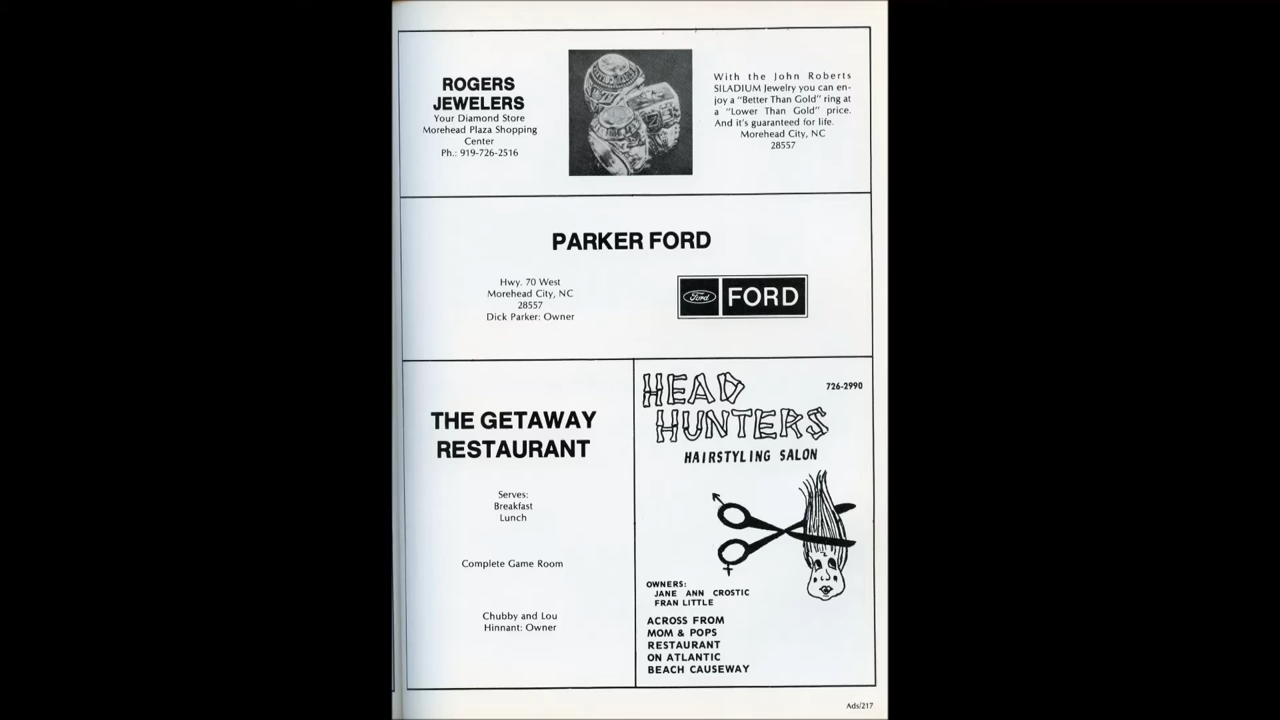 ROGERS
JEWELERS
Your Diamond Store
Morehead Plaza Shopping
Center
Ph.: 919-726-2516
With the John Roberts
SILADIUM Jewelry you can en-
joy a "Better Than Gold" ring at
a "Lower Than Gold" price.
And it's guaranteed for life.
Morehead City, NC
28557
PARKER FORD
Hwy. 70 West
Morehead City, NC
28557
Dick Parker: Owner
Ford
FORD
THE GETAWAY
RESTAURANT
Serves:
Breakfast
Lunch
Complete Game Room
Chubby and Lou
Hinnant: Owner
HEAD
HUNTERS
726-2990
HAIRSTYLING SALON
OWNERS:
JANE ANN CROSTIC
FRAN LITTLE
ACROSS FROM
MOM & POPS
RESTAURANT
ON ATLANTIC
BEACH CAUSEWAY
Ads/217